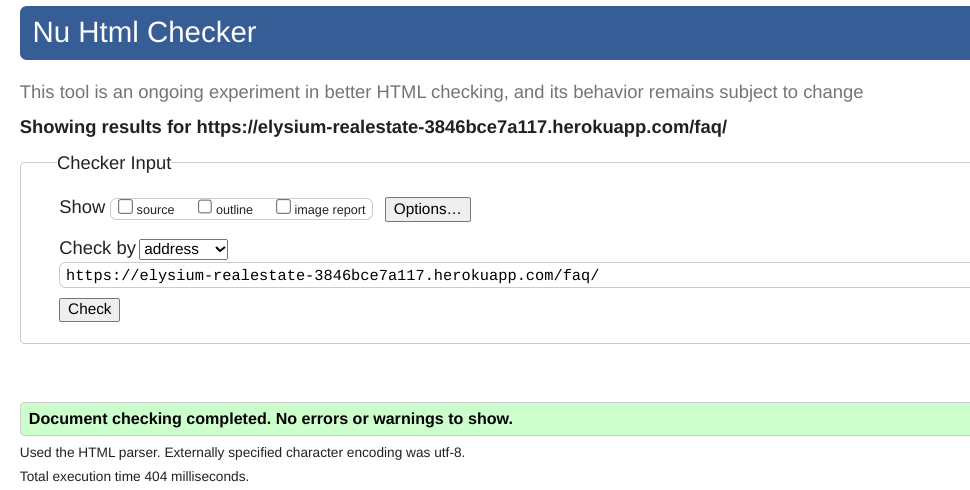 Nu Html Checker
This tool is an ongoing experiment in better HTML checking, and its behavior remains subject to change
Showing results for https://elysium-realestate-3846bce7a117.herokuapp.com/faq/
Checker Input
Show source outline image report Options…
Check by address
https://elysium-realestate-3846bce7a117.herokuapp.com/faq/
Check
Document checking completed. No errors or warnings to show.
Used the HTML parser. Externally specified character encoding was utf-8.
Total execution time 404 milliseconds.